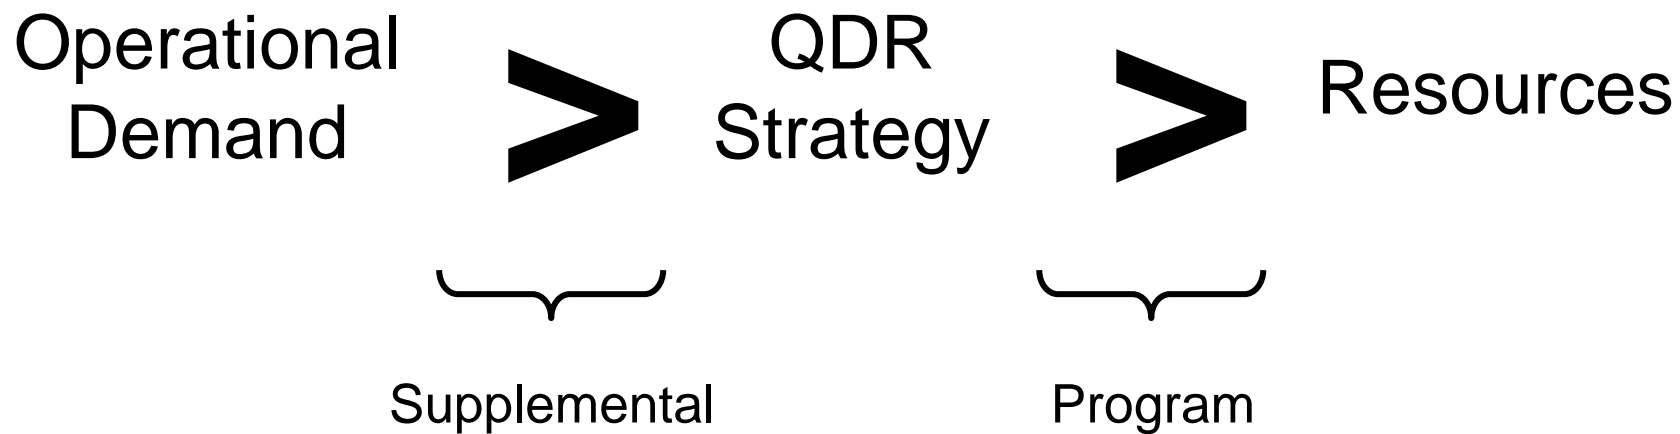 Operational
Demand
>
QDR
Strategy
>
Resources
Supplemental
Program